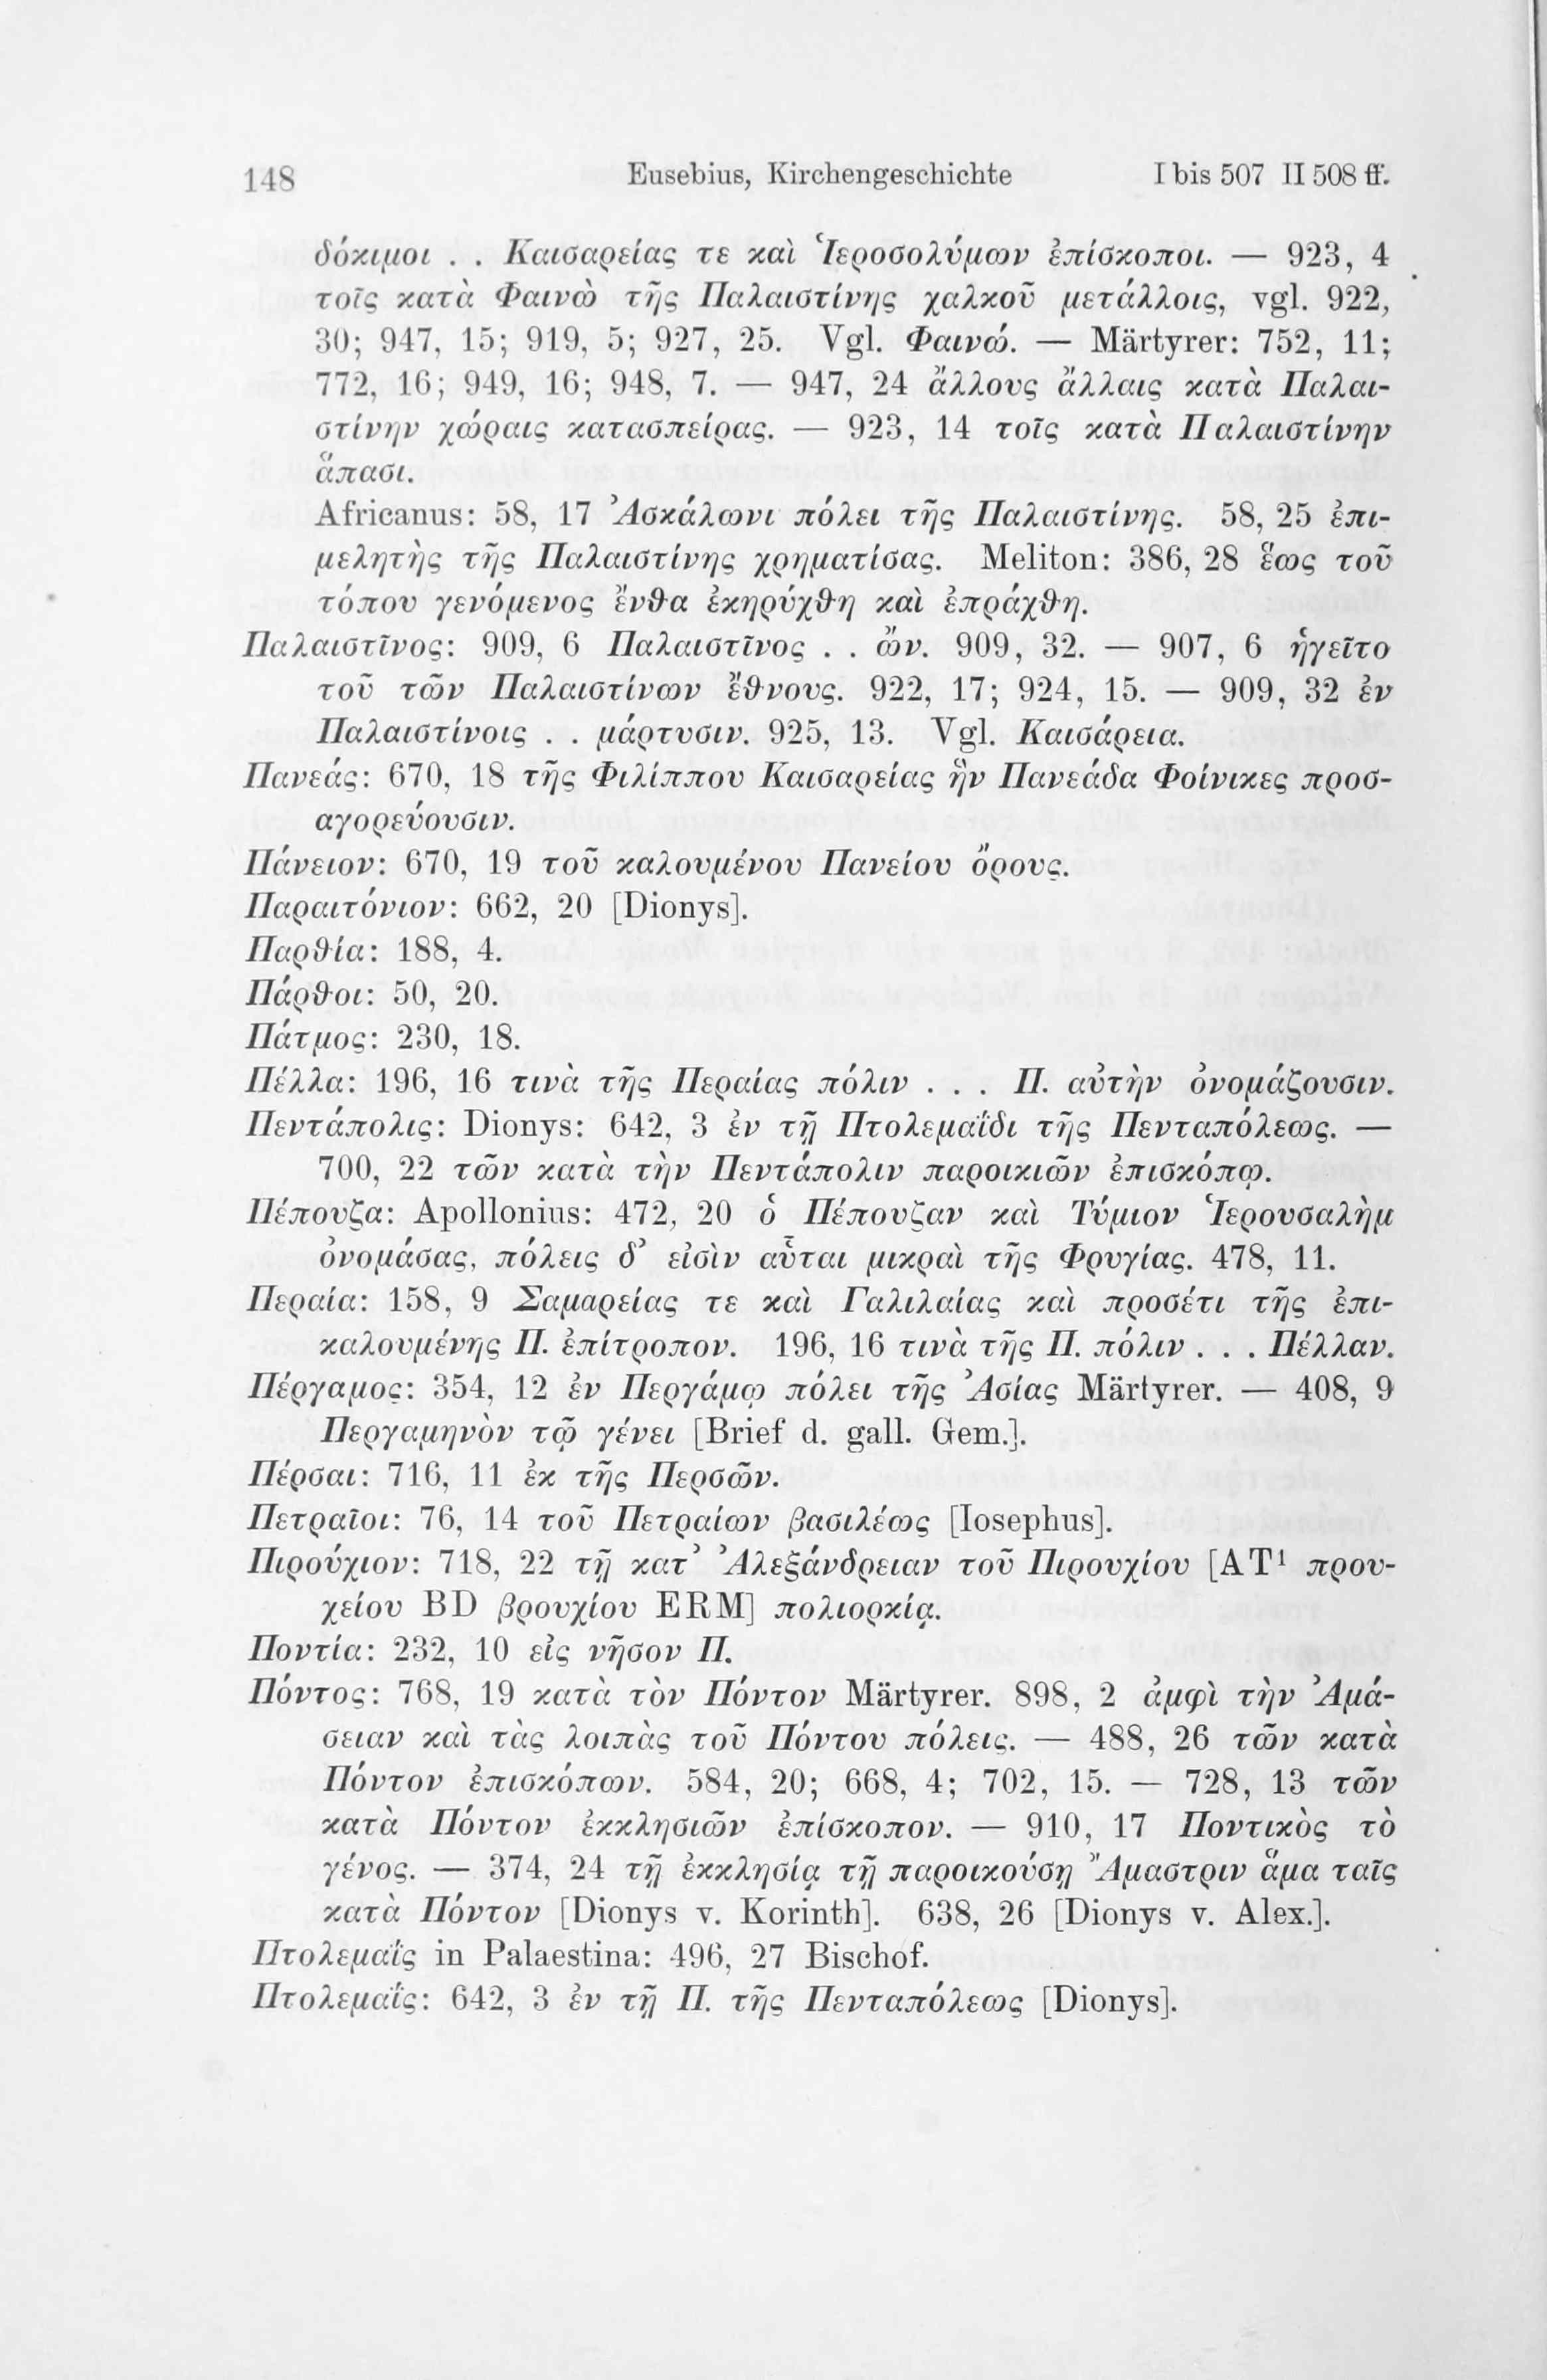 148 Eusebius, Kirchengeschichte I bis 507 II 508 ff.
δόκιμοι . . Καισαρείας τε καὶ Ἱεροσολύμων ἐπίσκοποι. — 923, 4
τοῖς κατὰ Φαινὼ τῆς Παλαιστίνης χαλκοῦ μετάλλοις, vgl. 922,
30; 947, 15; 919, 5; 927, 25. Vgl. Φαινώ. — Märtyrer: 752, 11;
772, 16; 949, 16; 948, 7. — 947, 24 ἄλλους ἄλλαις κατὰ Παλαι-
στίνην χώραις κατασπείρας. — 923, 14 τοῖς κατὰ Παλαιστίνην
ἅπασι.
Africanus: 58, 17 Ἀσκάλωνι πόλει τῆς Παλαιστίνης. 58, 25 ἐπι-
μελητὴς τῆς Παλαιστίνης χρηματίσας. Meliton: 386, 28 ἕως τοῦ
τόπου γενόμενος ἔνθα ἐκηρύχθη καὶ ἐπράχθη.
Παλαιστῖνος: 909, 6 Παλαιστῖνος . . ὤν. 909, 32. — 907, 6 ἡγεῖτο
τοῦ τῶν Παλαιστίνων ἔθνους. 922, 17; 924, 15. — 909, 32 ἐν
Παλαιστίνοις . . μάρτυσιν. 925, 13. Vgl. Καισάρεια.
Πανεάς: 670, 18 τῆς Φιλίππου Καισαρείας ἣν Πανεάδα Φοίνικες προσ-
αγορεύουσιν.
Πάνειον: 670, 19 τοῦ καλουμένου Πανείου ὄρους.
Παραιτόνιον: 662, 20 [Dionys].
Παρθία: 188, 4.
Πάρθοι: 50, 20.
Πάτμος: 230, 18.
Πέλλα: 196, 16 τινὰ τῆς Περαίας πόλιν . . . Π. αὐτὴν ὀνομάζουσιν.
Πεντάπολις: Dionys: 642, 3 ἐν τῇ Πτολεμαΐδι τῆς Πενταπόλεως. —
700, 22 τῶν κατὰ τὴν Πεντάπολιν παροικιῶν ἐπισκόπῳ.
Πέπουζα: Apollonius: 472, 20 ὁ Πέπουζαν καὶ Τύμιον Ἱερουσαλὴμ
ὀνομάσας, πόλεις δ’ εἰσὶν αὗται μικραὶ τῆς Φρυγίας. 478, 11.
Περαία: 158, 9 Σαμαρείας τε καὶ Γαλιλαίας καὶ προσέτι τῆς ἐπι-
καλουμένης Π. ἐπίτροπον. 196, 16 τινὰ τῆς Π. πόλιν . . . Πέλλαν.
Πέργαμος: 354, 12 ἐν Περγάμῳ πόλει τῆς Ἀσίας Märtyrer. — 408, 9
Περγαμηνὸν τῷ γένει [Brief d. gall. Gem.].
Πέρσαι: 716, 11 ἐκ τῆς Περσῶν.
Πετραῖοι: 76, 14 τοῦ Πετραίων βασιλέως [Iosephus].
Πιρούχιον: 718, 22 τῇ κατ’ Ἀλεξάνδρειαν τοῦ Πιρουχίου [AT¹ πρου-
χείου BD βρουχίου ERM] πολιορκίᾳ.
Ποντία: 232, 10 εἰς νῆσον Π.
Πόντος: 768, 19 κατὰ τὸν Πόντον Märtyrer. 898, 2 ἀμφὶ τὴν Ἀμά-
σειαν καὶ τὰς λοιπὰς τοῦ Πόντου πόλεις. — 488, 26 τῶν κατὰ
Πόντον ἐπισκόπων. 584, 20; 668, 4; 702, 15. — 728, 13 τῶν
κατὰ Πόντον ἐκκλησιῶν ἐπίσκοπον. — 910, 17 Ποντικὸς τὸ
γένος. — 374, 24 τῇ ἐκκλησίᾳ τῇ παροικούσῃ Ἄμαστριν ἅμα ταῖς
κατὰ Πόντον [Dionys v. Korinth]. 638, 26 [Dionys v. Alex.].
Πτολεμαΐς in Palaestina: 496, 27 Bischof.
Πτολεμαΐς: 642, 3 ἐν τῇ Π. τῆς Πενταπόλεως [Dionys].